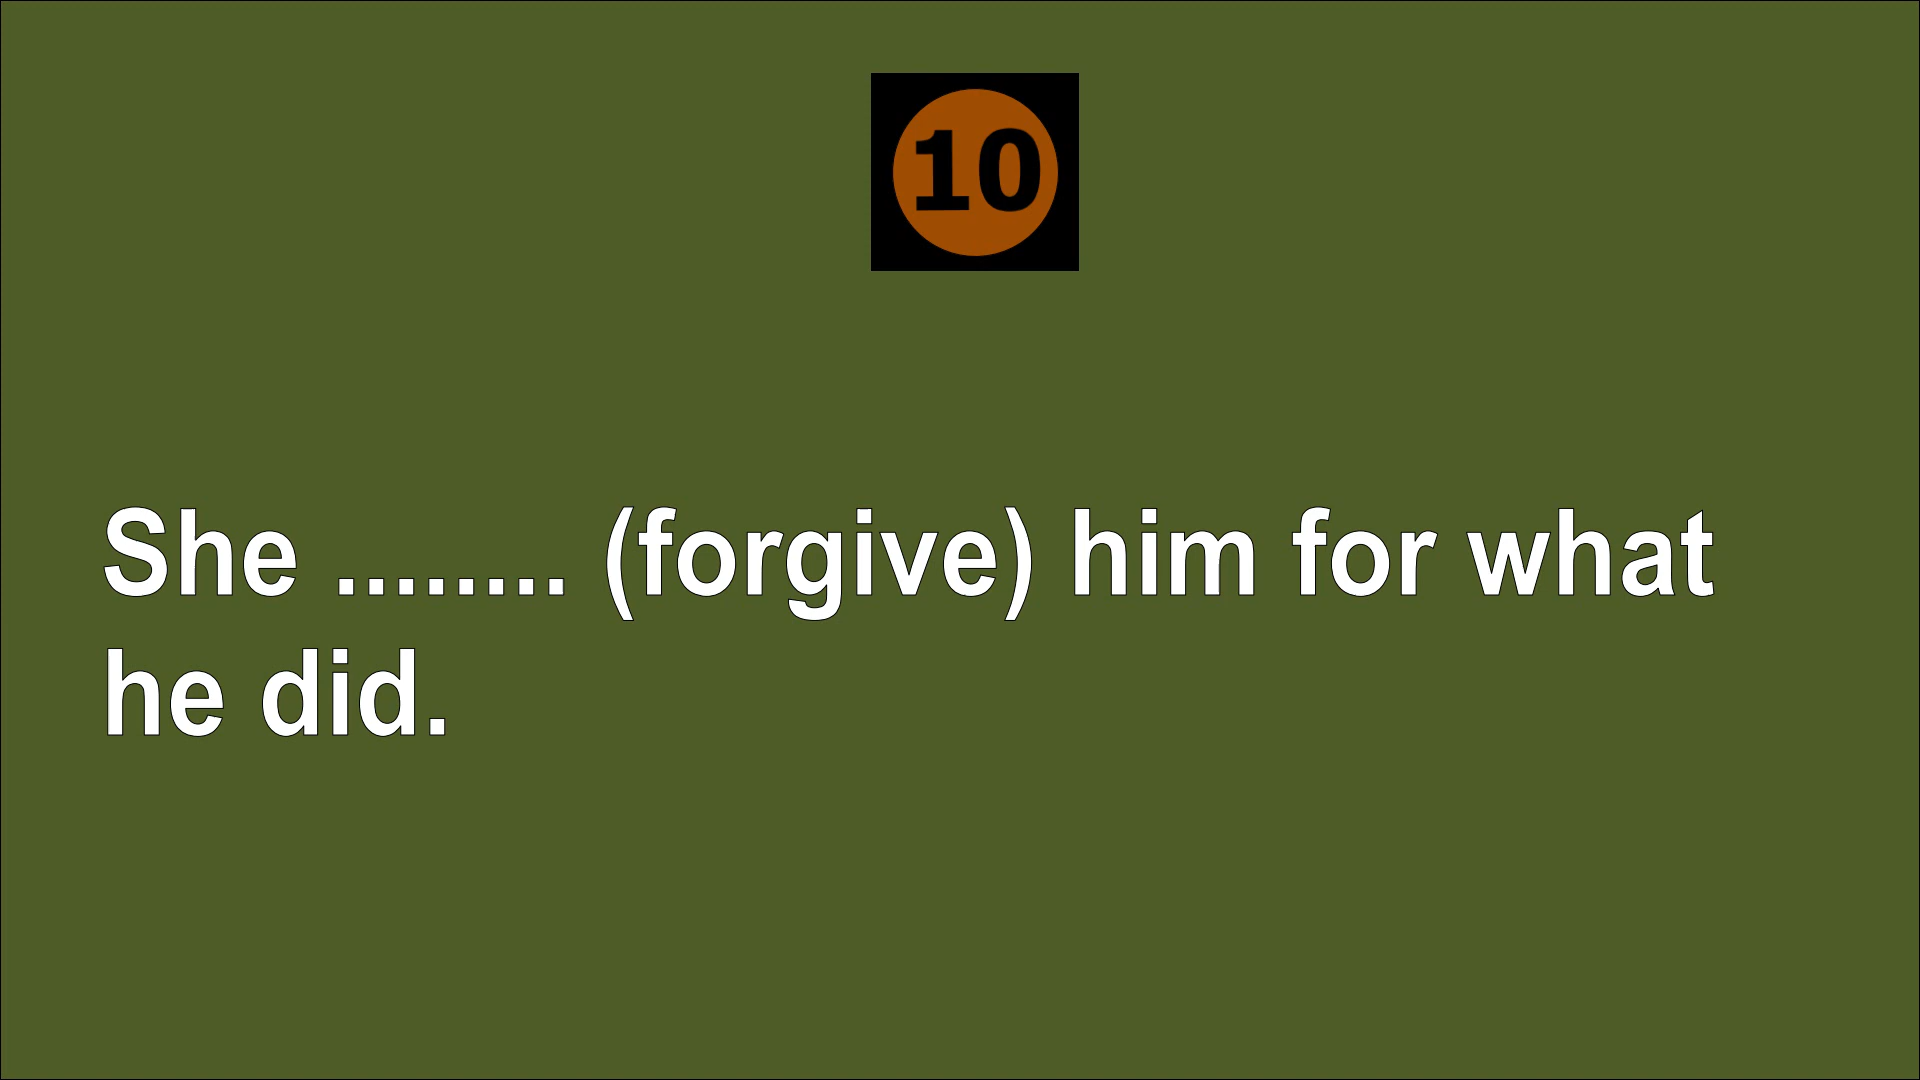 10
She ........ (forgive) him for what
he did.